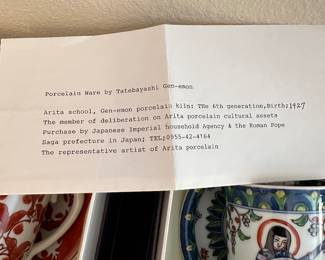 Porcelain Ware by Tatebayashi Gen-emon
Arita school, Gen-emon porcelain kiln: THe 6th generation,Birth;1927
The member of deliberation on Arita porcelain cultural assets
Purchase by Japanese Imperial household Agency & the Roman Pope
Saga prefecture in Japan; TEL;0955-42-4164
The representative artist of Arita porcelain